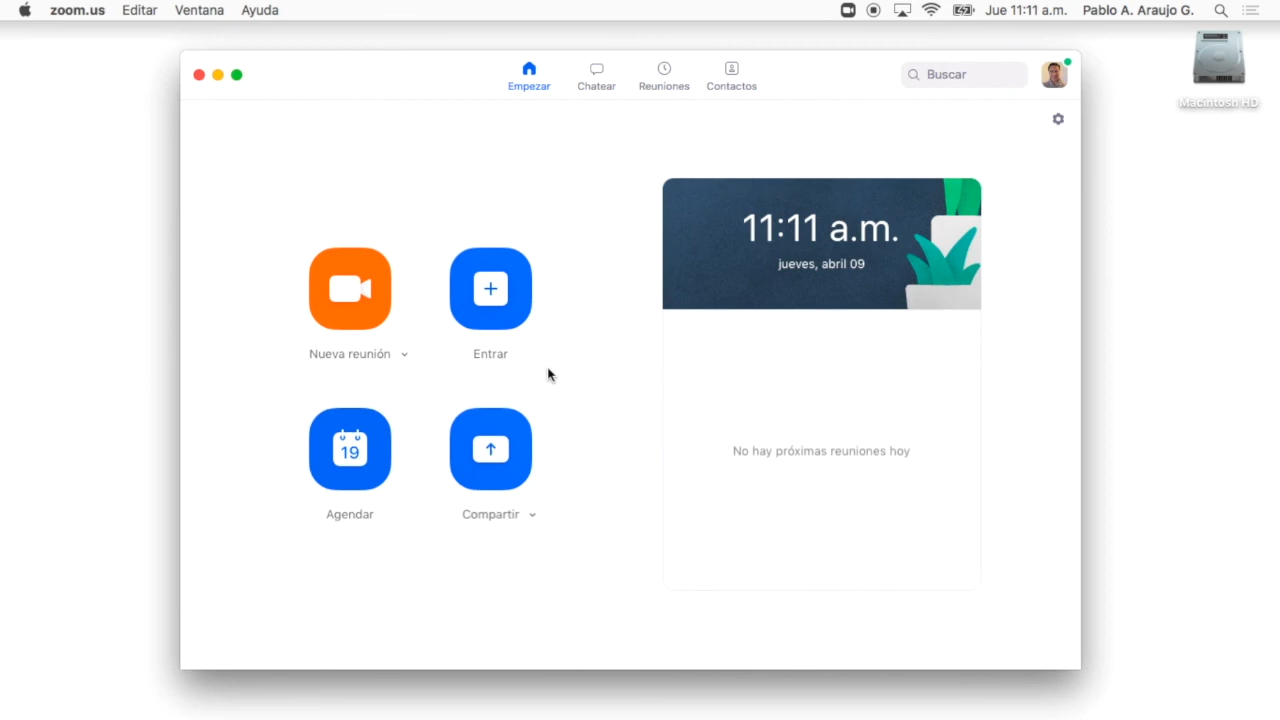 zoom.us Editar Ventana Ayuda Jue 11:11 a.m. Pablo A. Araujo G.
Empezar Chatear Reuniones Contactos Buscar
11:11 a.m.
jueves, abril 09
Nueva reunión Entrar
19
Agendar Compartir
No hay próximas reuniones hoy
Macintosh HD